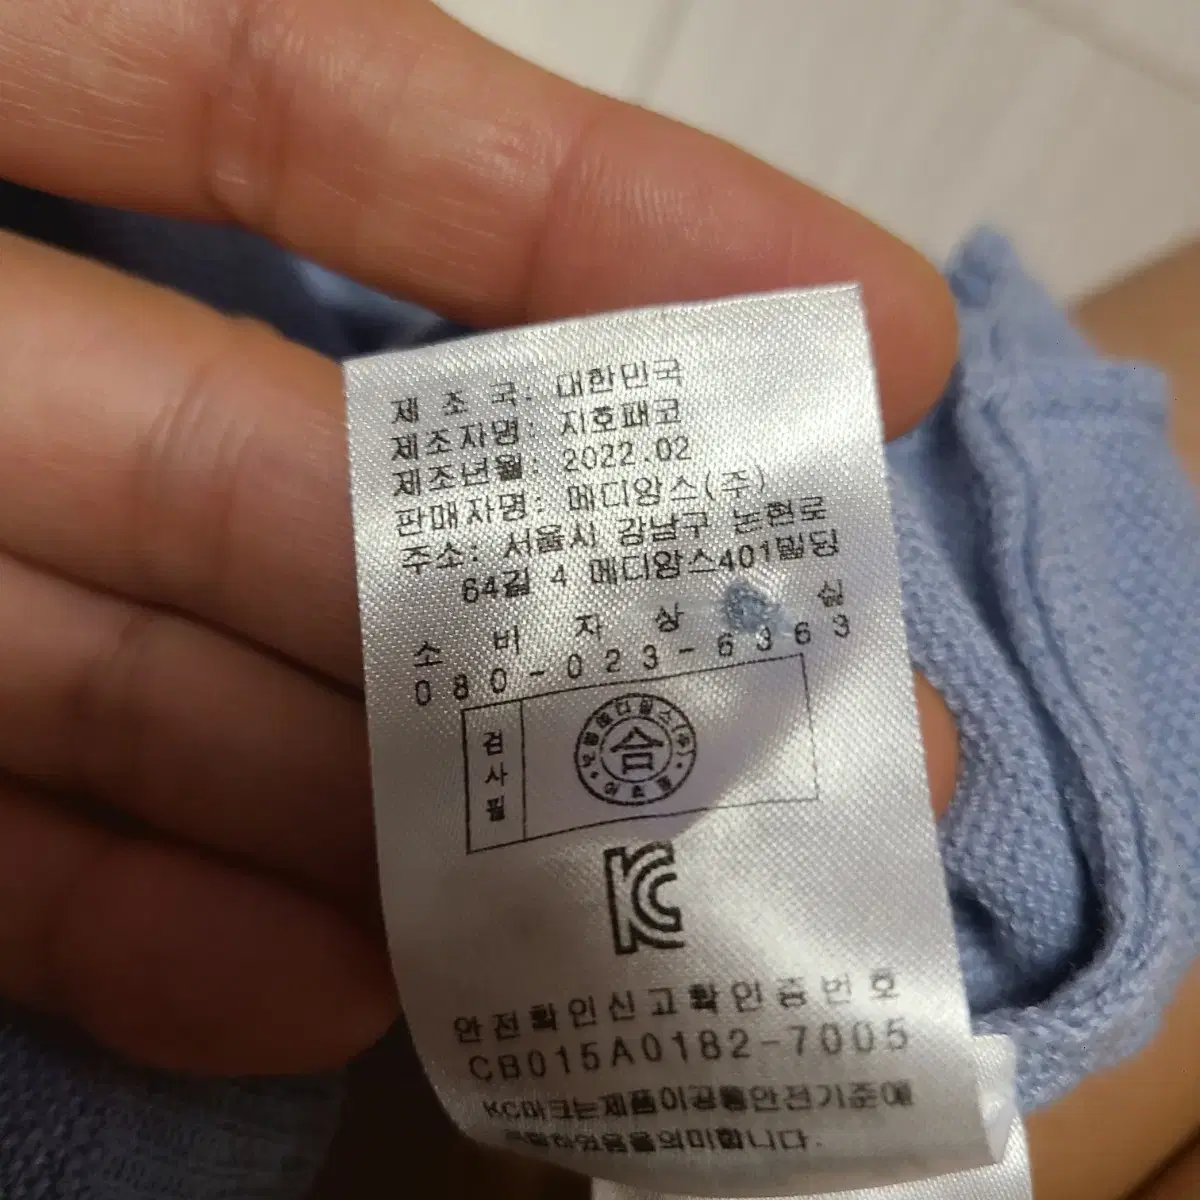 제 조 국: 대한민국
제조자명: 지호패코
제조년월: 2022.02
판매자명: 메디앙스(주)
주소: 서울시 강남구 논현로
64길 4 메디앙스401빌딩
소 비 자 상 실
080-023-6363
검사필
合
KC
안전확인신고확인증번호
CB015A0182-7005
KC마크는제품이공통안전기준에
적합하였음을의미합니다.